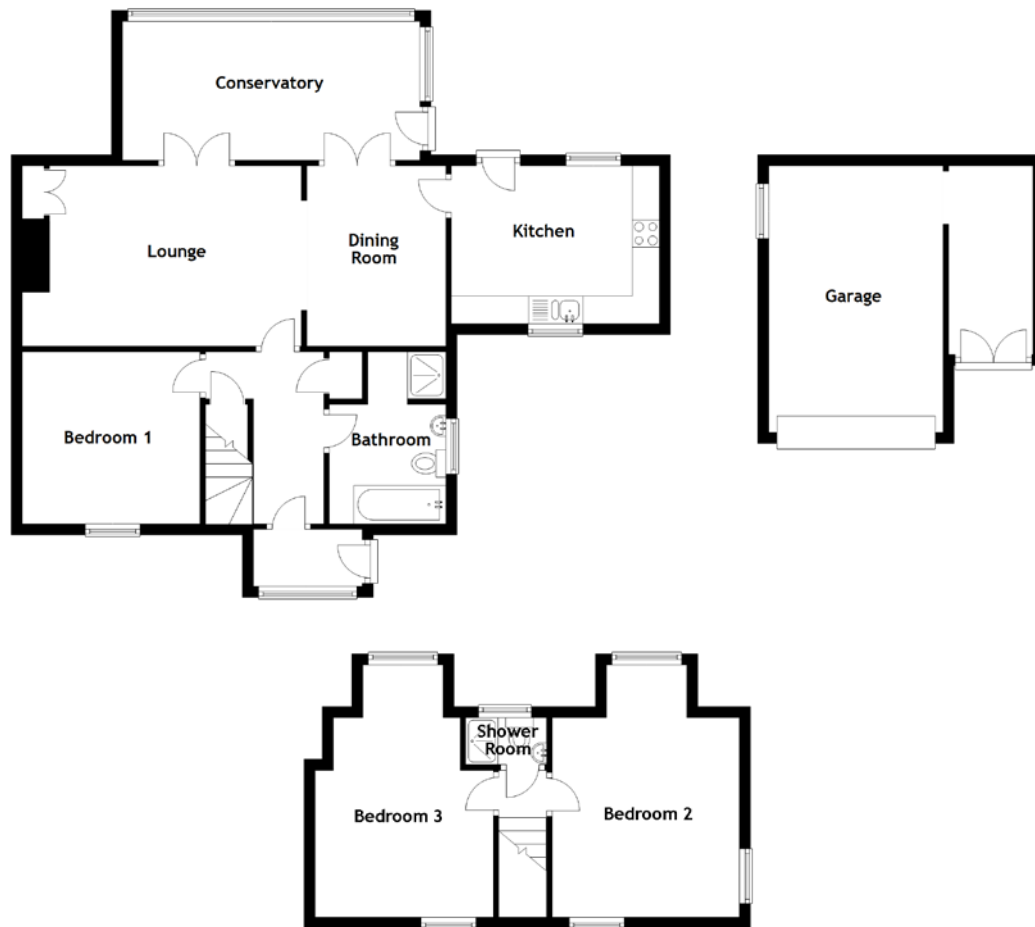 Conservatory
Lounge
Dining
Room
Kitchen
Garage
Bedroom 1
Bathroom
Shower
Room
Bedroom 3
Bedroom 2